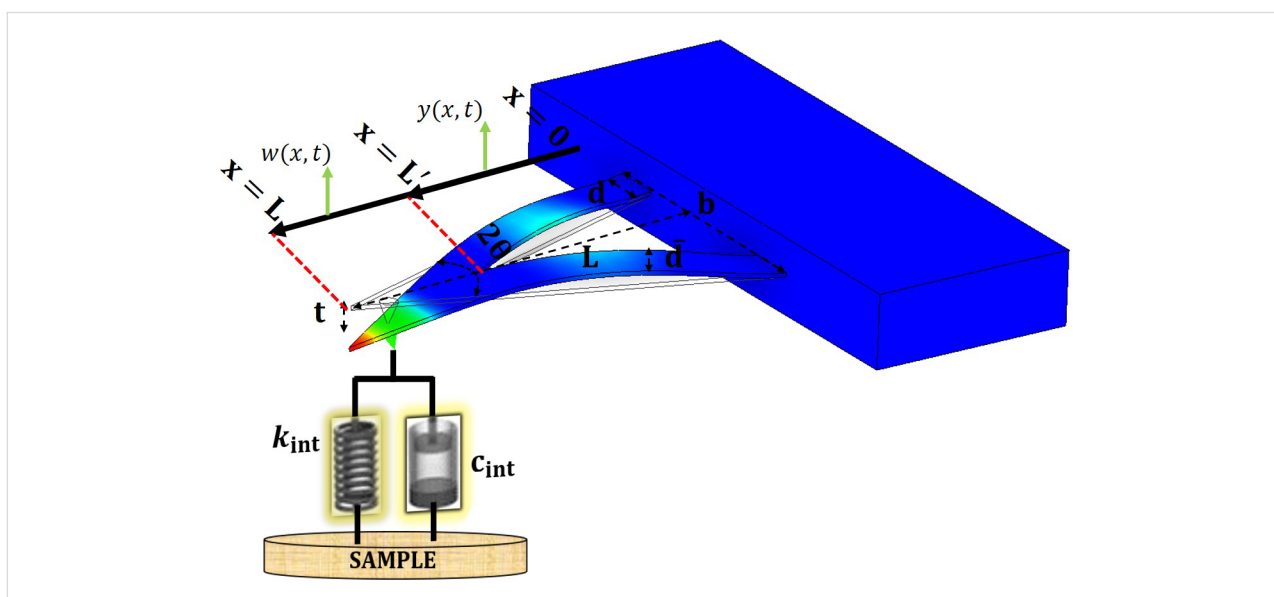 x = 0
y(x, t)
x = L′
w(x, t)
x = L
d
b
2θ
L
d̄
t
k_int
c_int
SAMPLE